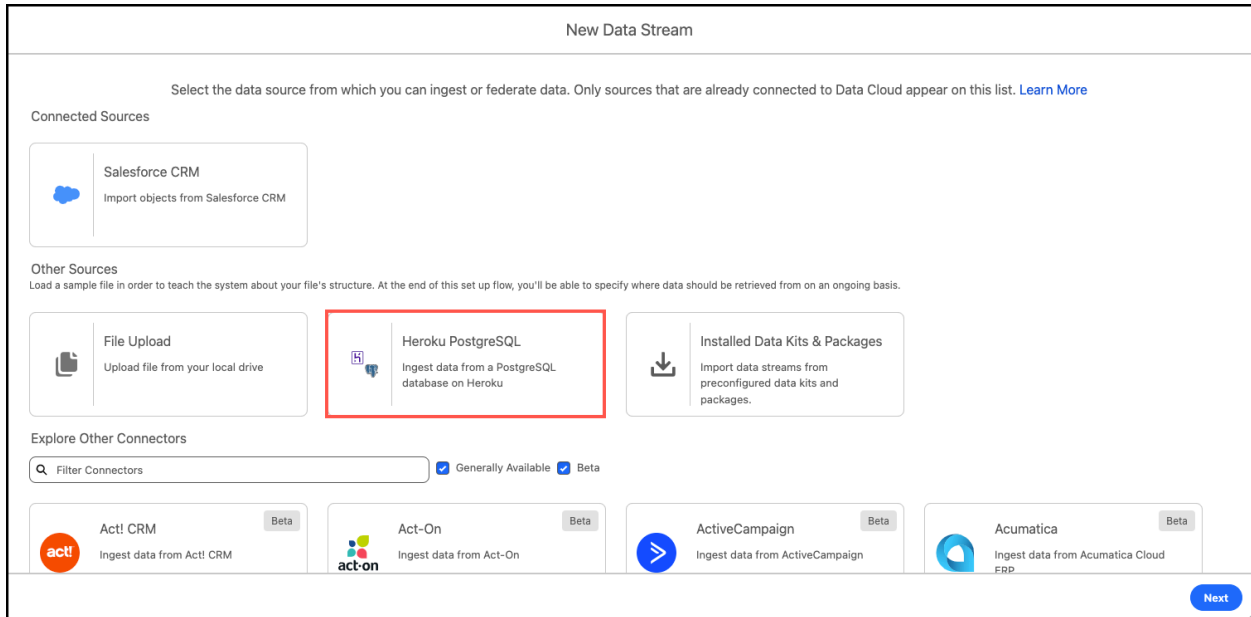 New Data Stream
Select the data source from which you can ingest or federate data. Only sources that are already connected to Data Cloud appear on this list. Learn More
Connected Sources
Salesforce CRM
Import objects from Salesforce CRM
Other Sources
Load a sample file in order to teach the system about your file's structure. At the end of this set up flow, you'll be able to specify where data should be retrieved from on an ongoing basis.
File Upload
Upload file from your local drive
Heroku PostgreSQL
Ingest data from a PostgreSQL
database on Heroku
Installed Data Kits & Packages
Import data streams from
preconfigured data kits and
packages.
Explore Other Connectors
Filter Connectors
Generally Available
Beta
act!
Act! CRM
Beta
Ingest data from Act! CRM
act-on
Act-On
Beta
Ingest data from Act-On
ActiveCampaign
Beta
Ingest data from ActiveCampaign
Acumatica
Beta
Ingest data from Acumatica Cloud
ERP
Next